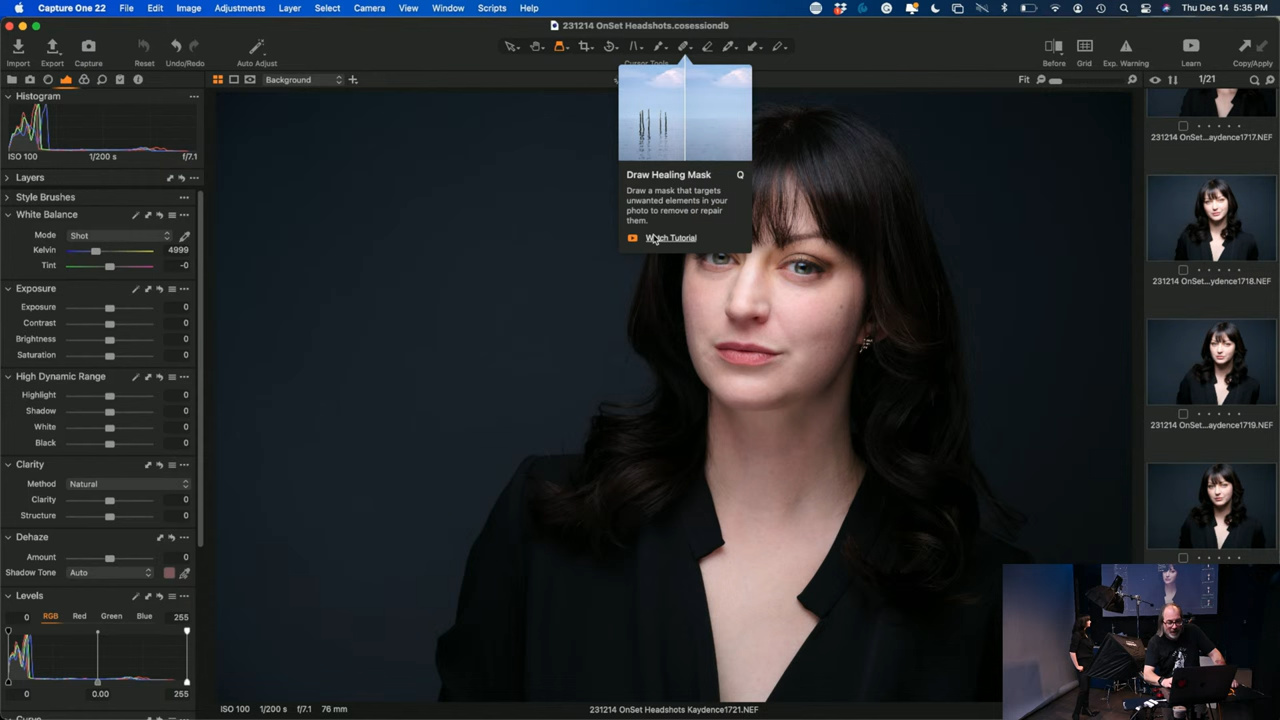 Capture One 22 File Edit Image Adjustments Layer Select Camera View Window Scripts Help Thu Dec 14 5:35 PM
231214 OnSet Headshots.cosessiondb
Import Export Capture Reset Undo/Redo Auto Adjust Cursor Tools Before Grid Exp. Warning Learn Copy/Apply
Background Fit 1/21
Histogram
ISO 100 1/200 s f/7.1
Layers
Style Brushes
White Balance
Mode Shot
Kelvin 4999
Tint -0
Exposure
Exposure 0
Contrast 0
Brightness 0
Saturation 0
High Dynamic Range
Highlight 0
Shadow 0
White 0
Black 0
Clarity
Method Natural
Clarity 0
Structure 0
Dehaze
Amount 0
Shadow Tone Auto
Levels
0 RGB Red Green Blue 255
0 0.00 255
Curve
Draw Healing Mask Q
Draw a mask that targets
unwanted elements in your
photo to remove or repair
them.
Watch Tutorial
231214 OnSet...aydence1717.NEF
231214 OnSet...ydence1718.NEF
231214 OnSet...aydence1719.NEF
ISO 100 1/200 s f/7.1 76 mm
231214 OnSet Headshots Kaydence1721.NEF